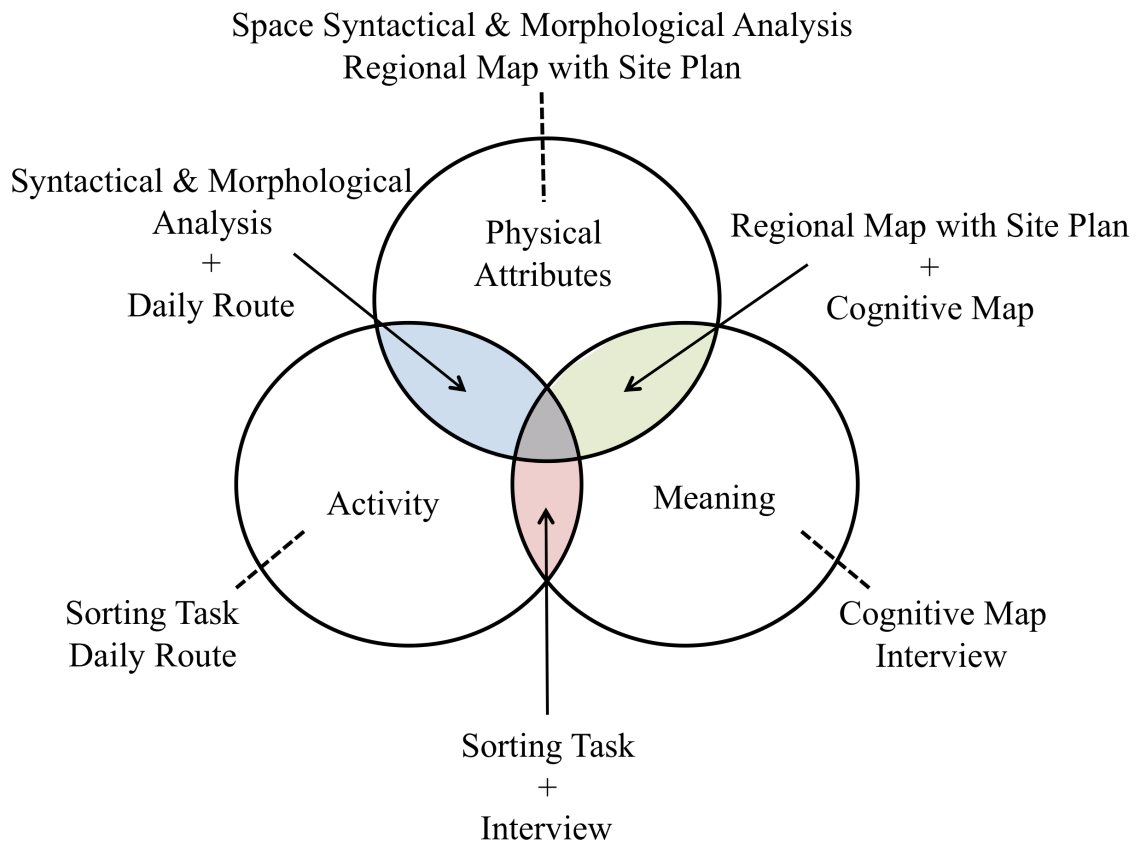 Space Syntactical & Morphological Analysis
Regional Map with Site Plan
Syntactical & Morphological
Analysis
+
Daily Route
Physical
Attributes
Regional Map with Site Plan
+
Cognitive Map
Activity
Meaning
Sorting Task
Daily Route
Cognitive Map
Interview
Sorting Task
+
Interview